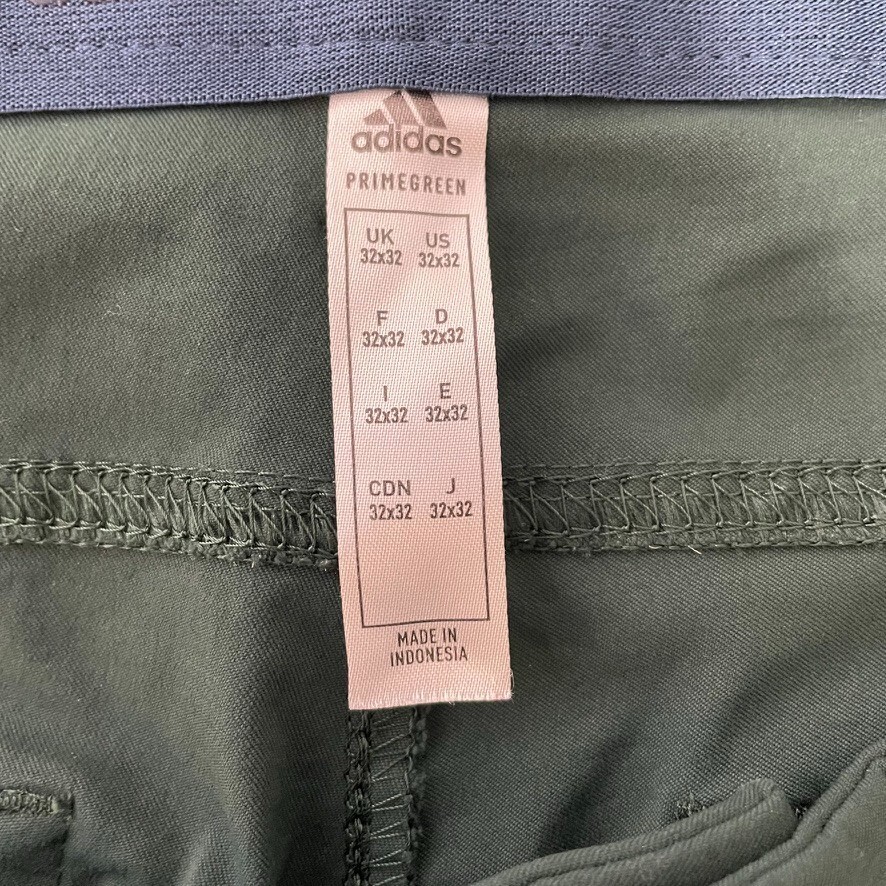 adidas
PRIMEGREEN
UK US
32x32 32x32
F D
32x32 32x32
I E
32x32 32x32
CDN J
32x32 32x32
MADE IN
INDONESIA